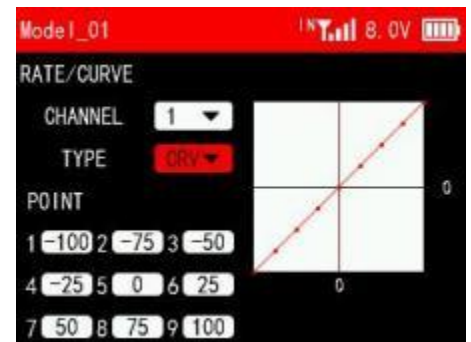 Model_01 IN 8.0V
RATE/CURVE
CHANNEL 1
TYPE CRV
POINT
0
1 -100 2 -75 3 -50
4 -25 5 0 6 25
0
7 50 8 75 9 100